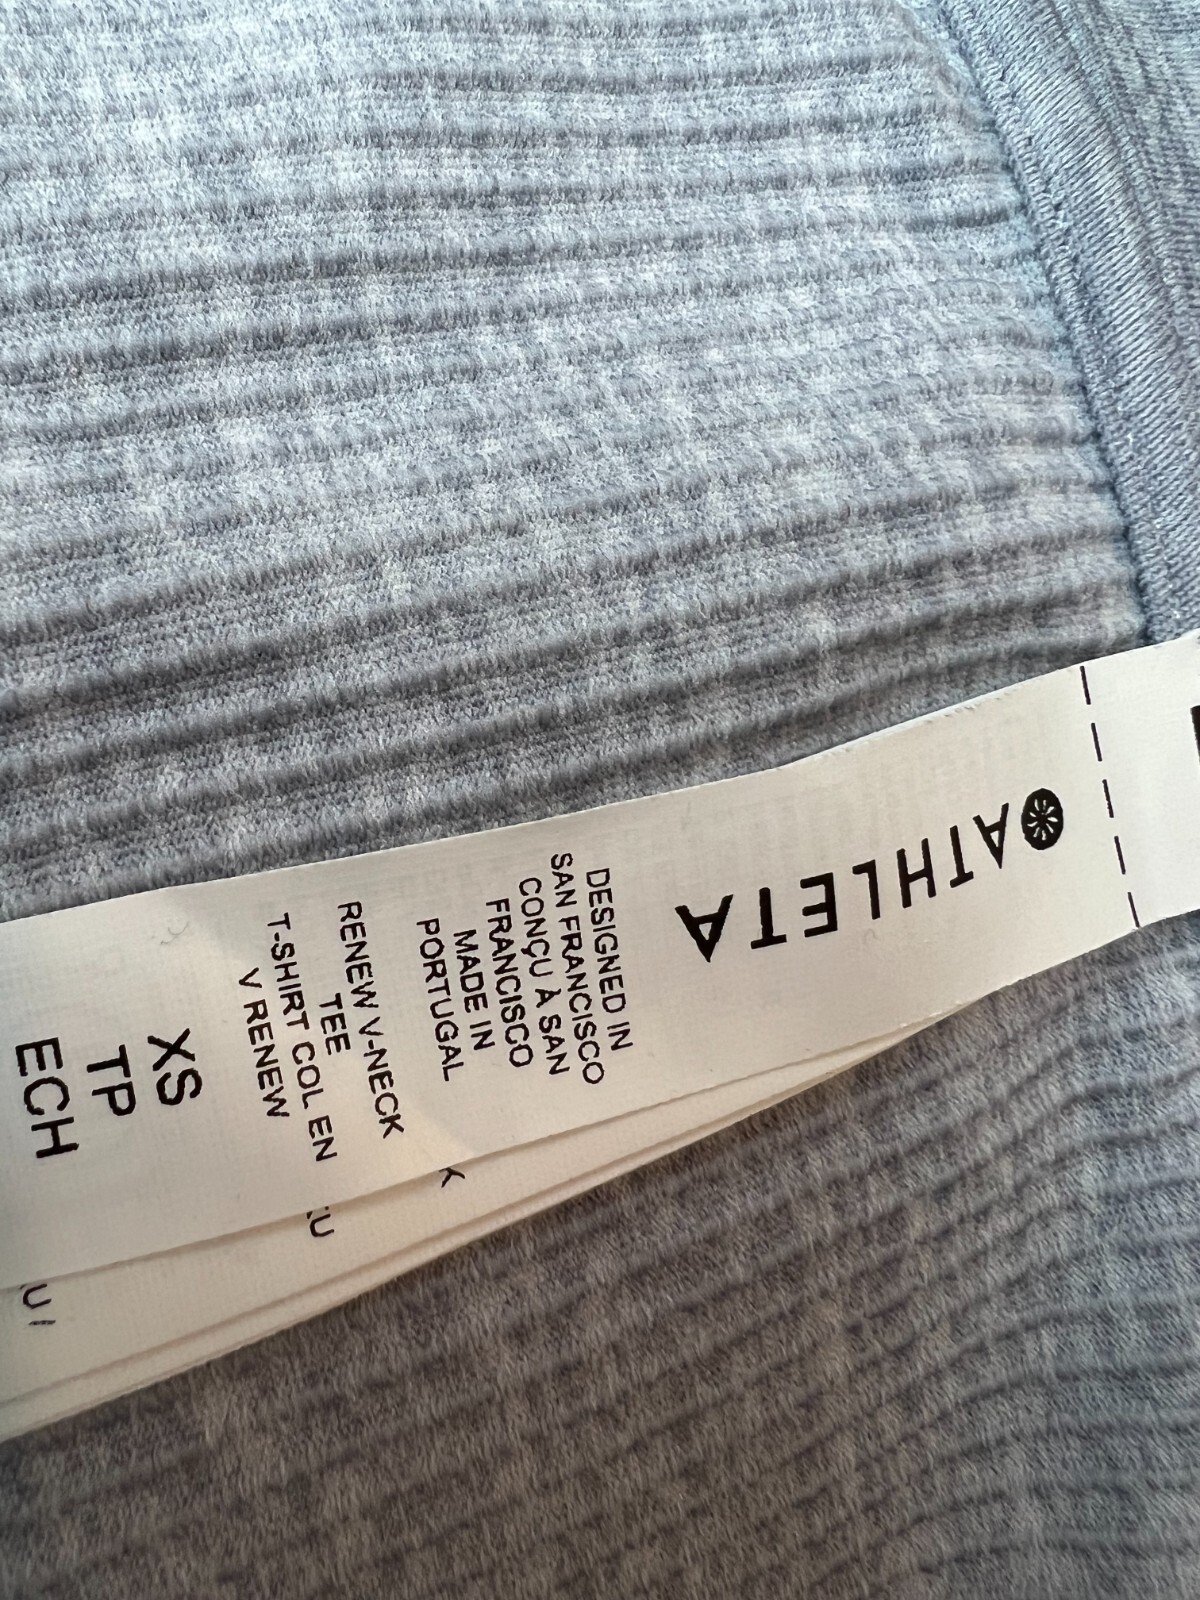 ATHLETA
DESIGNED IN
SAN FRANCISCO
CONÇU À SAN
FRANCISCO
MADE IN
PORTUGAL
RENEW V-NECK
TEE
T-SHIRT COL EN
V RENEW
XS
TP
ECH